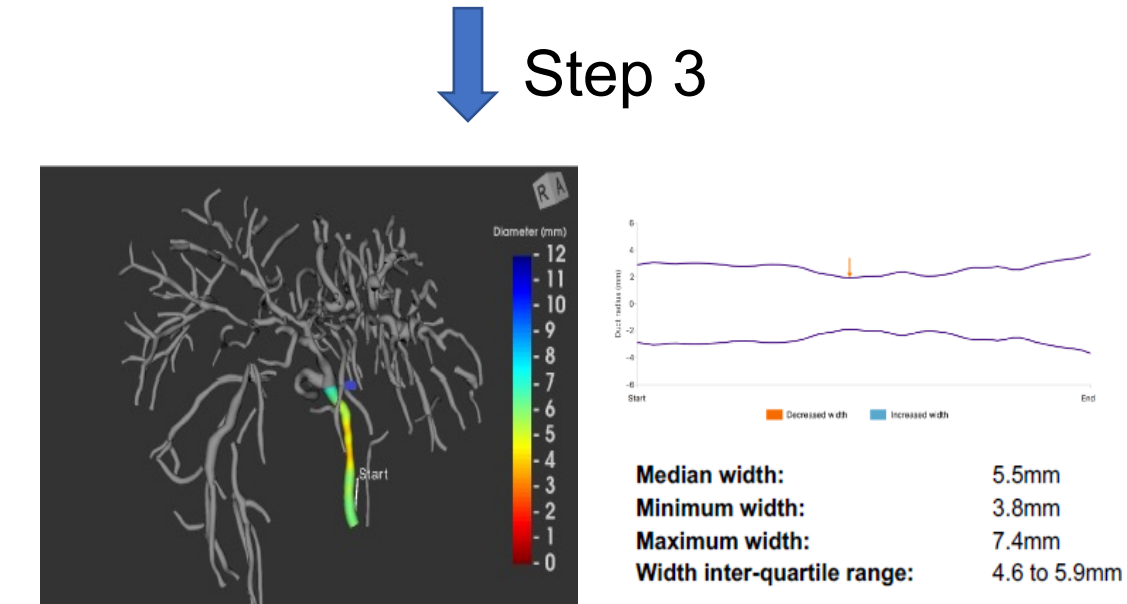 Step 3
R A
Diameter (mm)
12
11
10
9
8
7
6
5
4
3
2
1
0
Start
Duct radius (mm)
6
4
2
0
-2
-4
-6
Start End
Decreased width Increased width
Median width: 5.5mm
Minimum width: 3.8mm
Maximum width: 7.4mm
Width inter-quartile range: 4.6 to 5.9mm